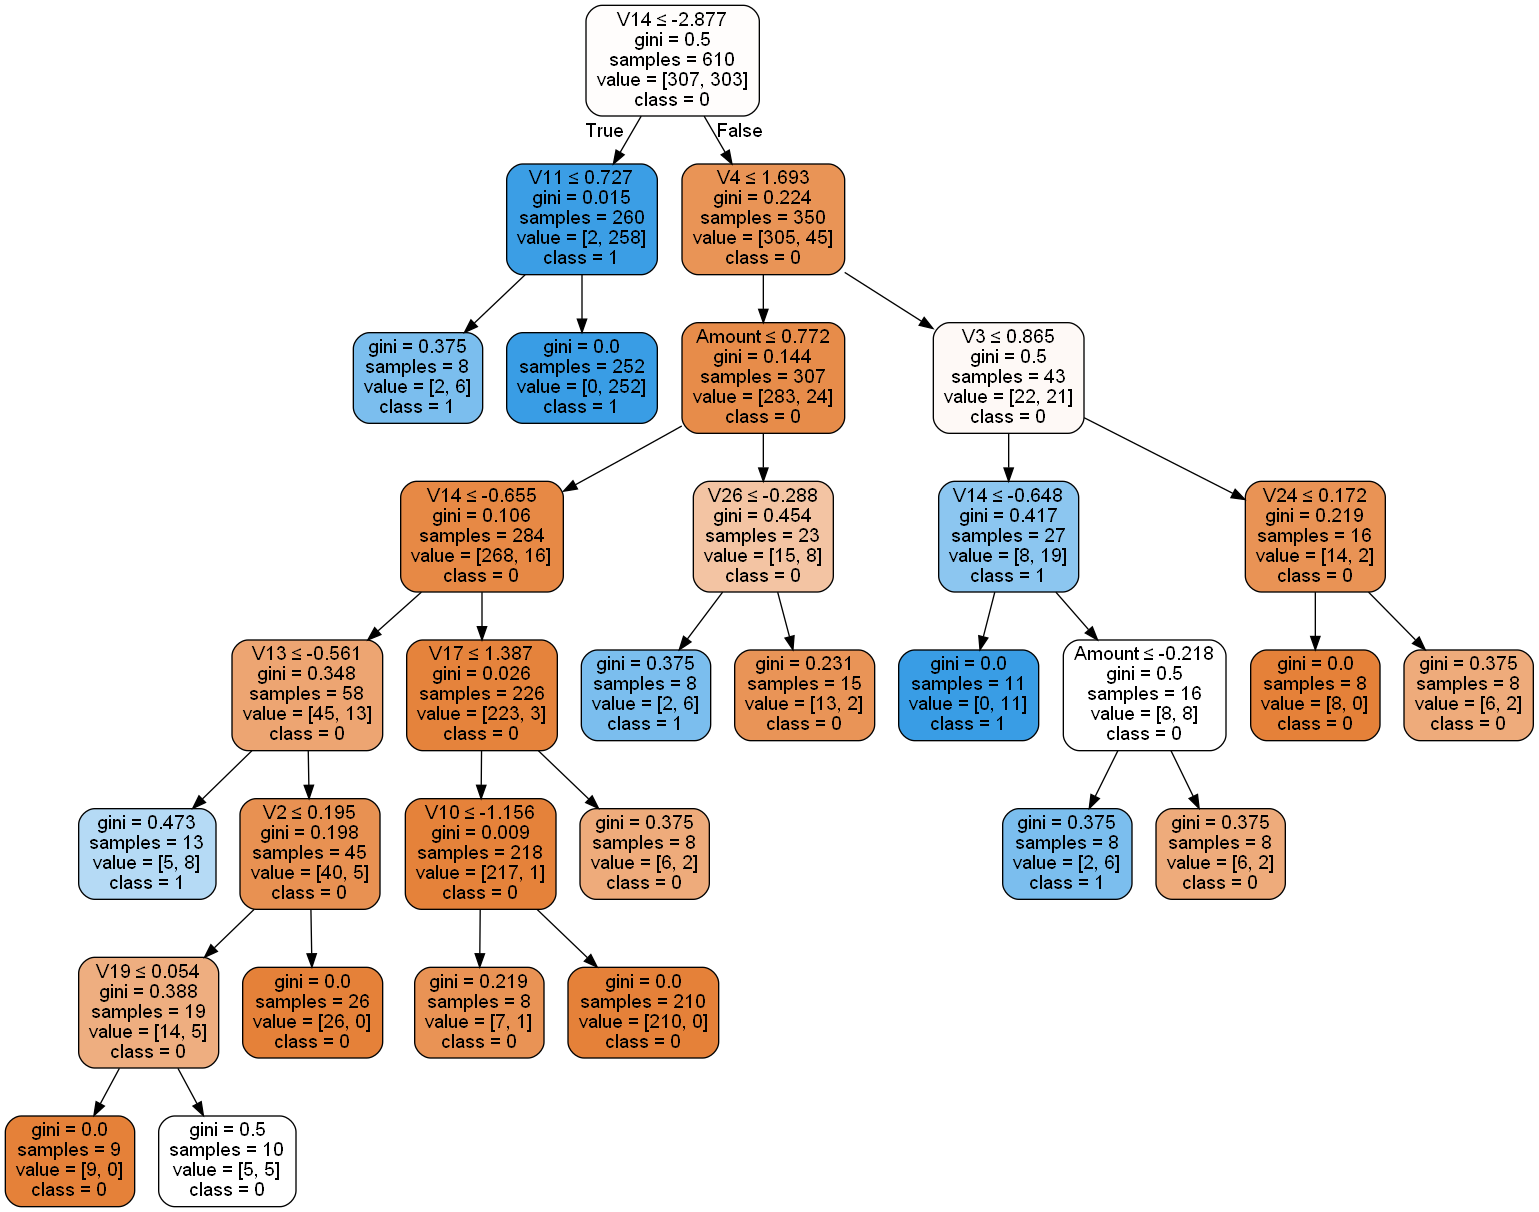 V14 ≤ -2.877
gini = 0.5
samples = 610
value = [307, 303]
class = 0
True
False
V11 ≤ 0.727
gini = 0.015
samples = 260
value = [2, 258]
class = 1
V4 ≤ 1.693
gini = 0.224
samples = 350
value = [305, 45]
class = 0
gini = 0.375
samples = 8
value = [2, 6]
class = 1
gini = 0.0
samples = 252
value = [0, 252]
class = 1
Amount ≤ 0.772
gini = 0.144
samples = 307
value = [283, 24]
class = 0
V3 ≤ 0.865
gini = 0.5
samples = 43
value = [22, 21]
class = 0
V14 ≤ -0.655
gini = 0.106
samples = 284
value = [268, 16]
class = 0
V26 ≤ -0.288
gini = 0.454
samples = 23
value = [15, 8]
class = 0
V14 ≤ -0.648
gini = 0.417
samples = 27
value = [8, 19]
class = 1
V24 ≤ 0.172
gini = 0.219
samples = 16
value = [14, 2]
class = 0
V13 ≤ -0.561
gini = 0.348
samples = 58
value = [45, 13]
class = 0
V17 ≤ 1.387
gini = 0.026
samples = 226
value = [223, 3]
class = 0
gini = 0.375
samples = 8
value = [2, 6]
class = 1
gini = 0.231
samples = 15
value = [13, 2]
class = 0
gini = 0.0
samples = 11
value = [0, 11]
class = 1
Amount ≤ -0.218
gini = 0.5
samples = 16
value = [8, 8]
class = 0
gini = 0.0
samples = 8
value = [8, 0]
class = 0
gini = 0.375
samples = 8
value = [6, 2]
class = 0
gini = 0.473
samples = 13
value = [5, 8]
class = 1
V2 ≤ 0.195
gini = 0.198
samples = 45
value = [40, 5]
class = 0
V10 ≤ -1.156
gini = 0.009
samples = 218
value = [217, 1]
class = 0
gini = 0.375
samples = 8
value = [6, 2]
class = 0
gini = 0.375
samples = 8
value = [2, 6]
class = 1
gini = 0.375
samples = 8
value = [6, 2]
class = 0
V19 ≤ 0.054
gini = 0.388
samples = 19
value = [14, 5]
class = 0
gini = 0.0
samples = 26
value = [26, 0]
class = 0
gini = 0.219
samples = 8
value = [7, 1]
class = 0
gini = 0.0
samples = 210
value = [210, 0]
class = 0
gini = 0.0
samples = 9
value = [9, 0]
class = 0
gini = 0.5
samples = 10
value = [5, 5]
class = 0